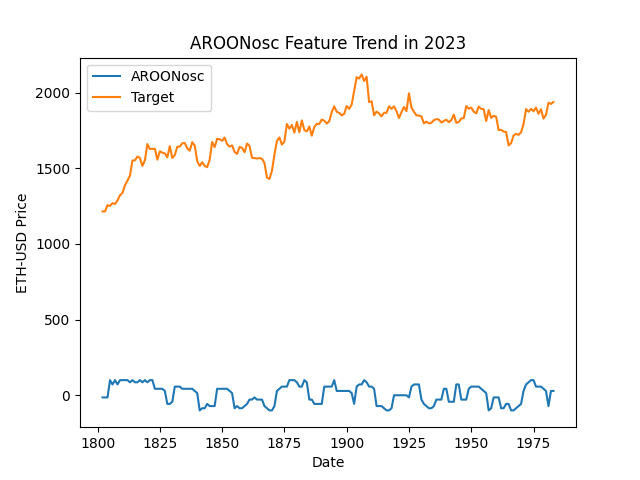 AROONosc Feature Trend in 2023
AROONosc
Target
ETH-USD Price
2000
1500
1000
500
0
1800 1825 1850 1875 1900 1925 1950 1975
Date